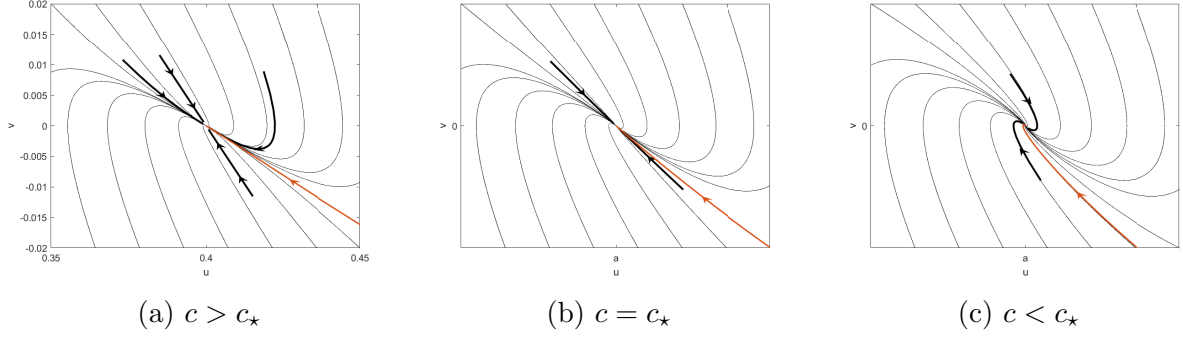 0.02
0.015
0.01
0.005
0
-0.005
-0.01
-0.015
-0.02
v
0.35
0.4
0.45
u
v
0
a
u
v
0
a
u
(a) c > c⋆
(b) c = c⋆
(c) c < c⋆